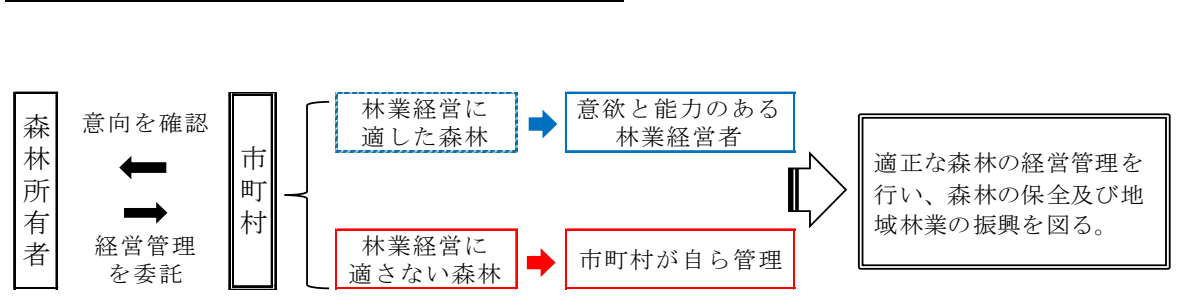 森林所有者
意向を確認
経営管理
を委託
市町村
林業経営に
適した森林
意欲と能力のある
林業経営者
林業経営に
適さない森林
市町村が自ら管理
適正な森林の経営管理を
行い、森林の保全及び地
域林業の振興を図る。